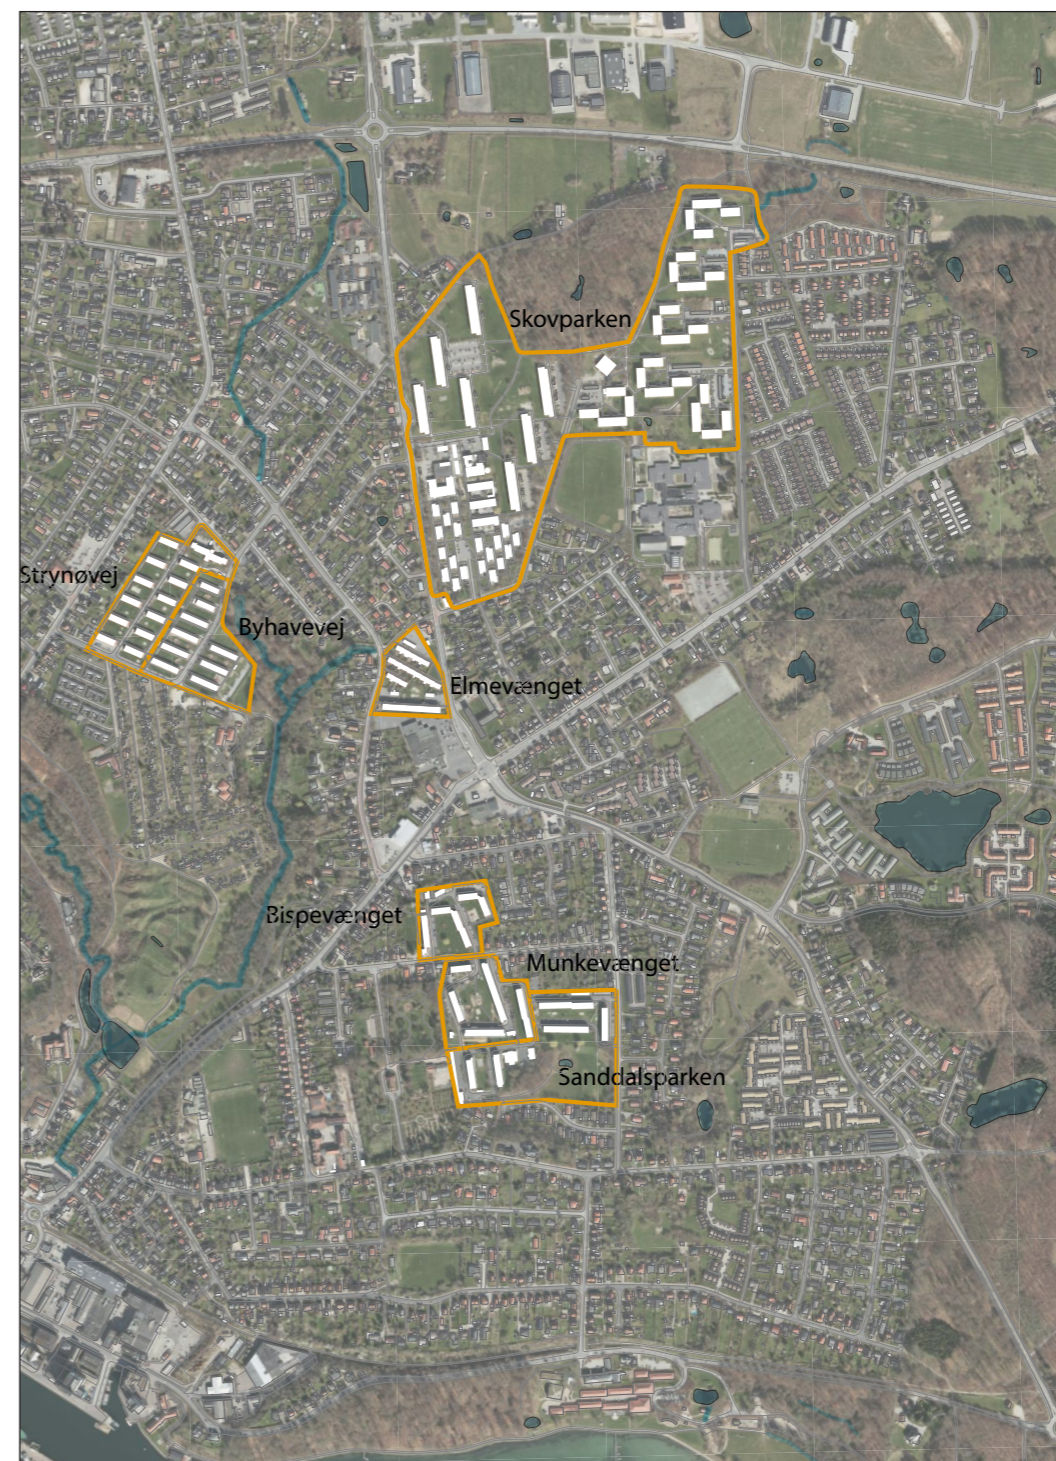 Skovparken
Strynøvej
Byhavevej
Elmevænget
Bispevænget
Munkevænget
Sanddalsparken